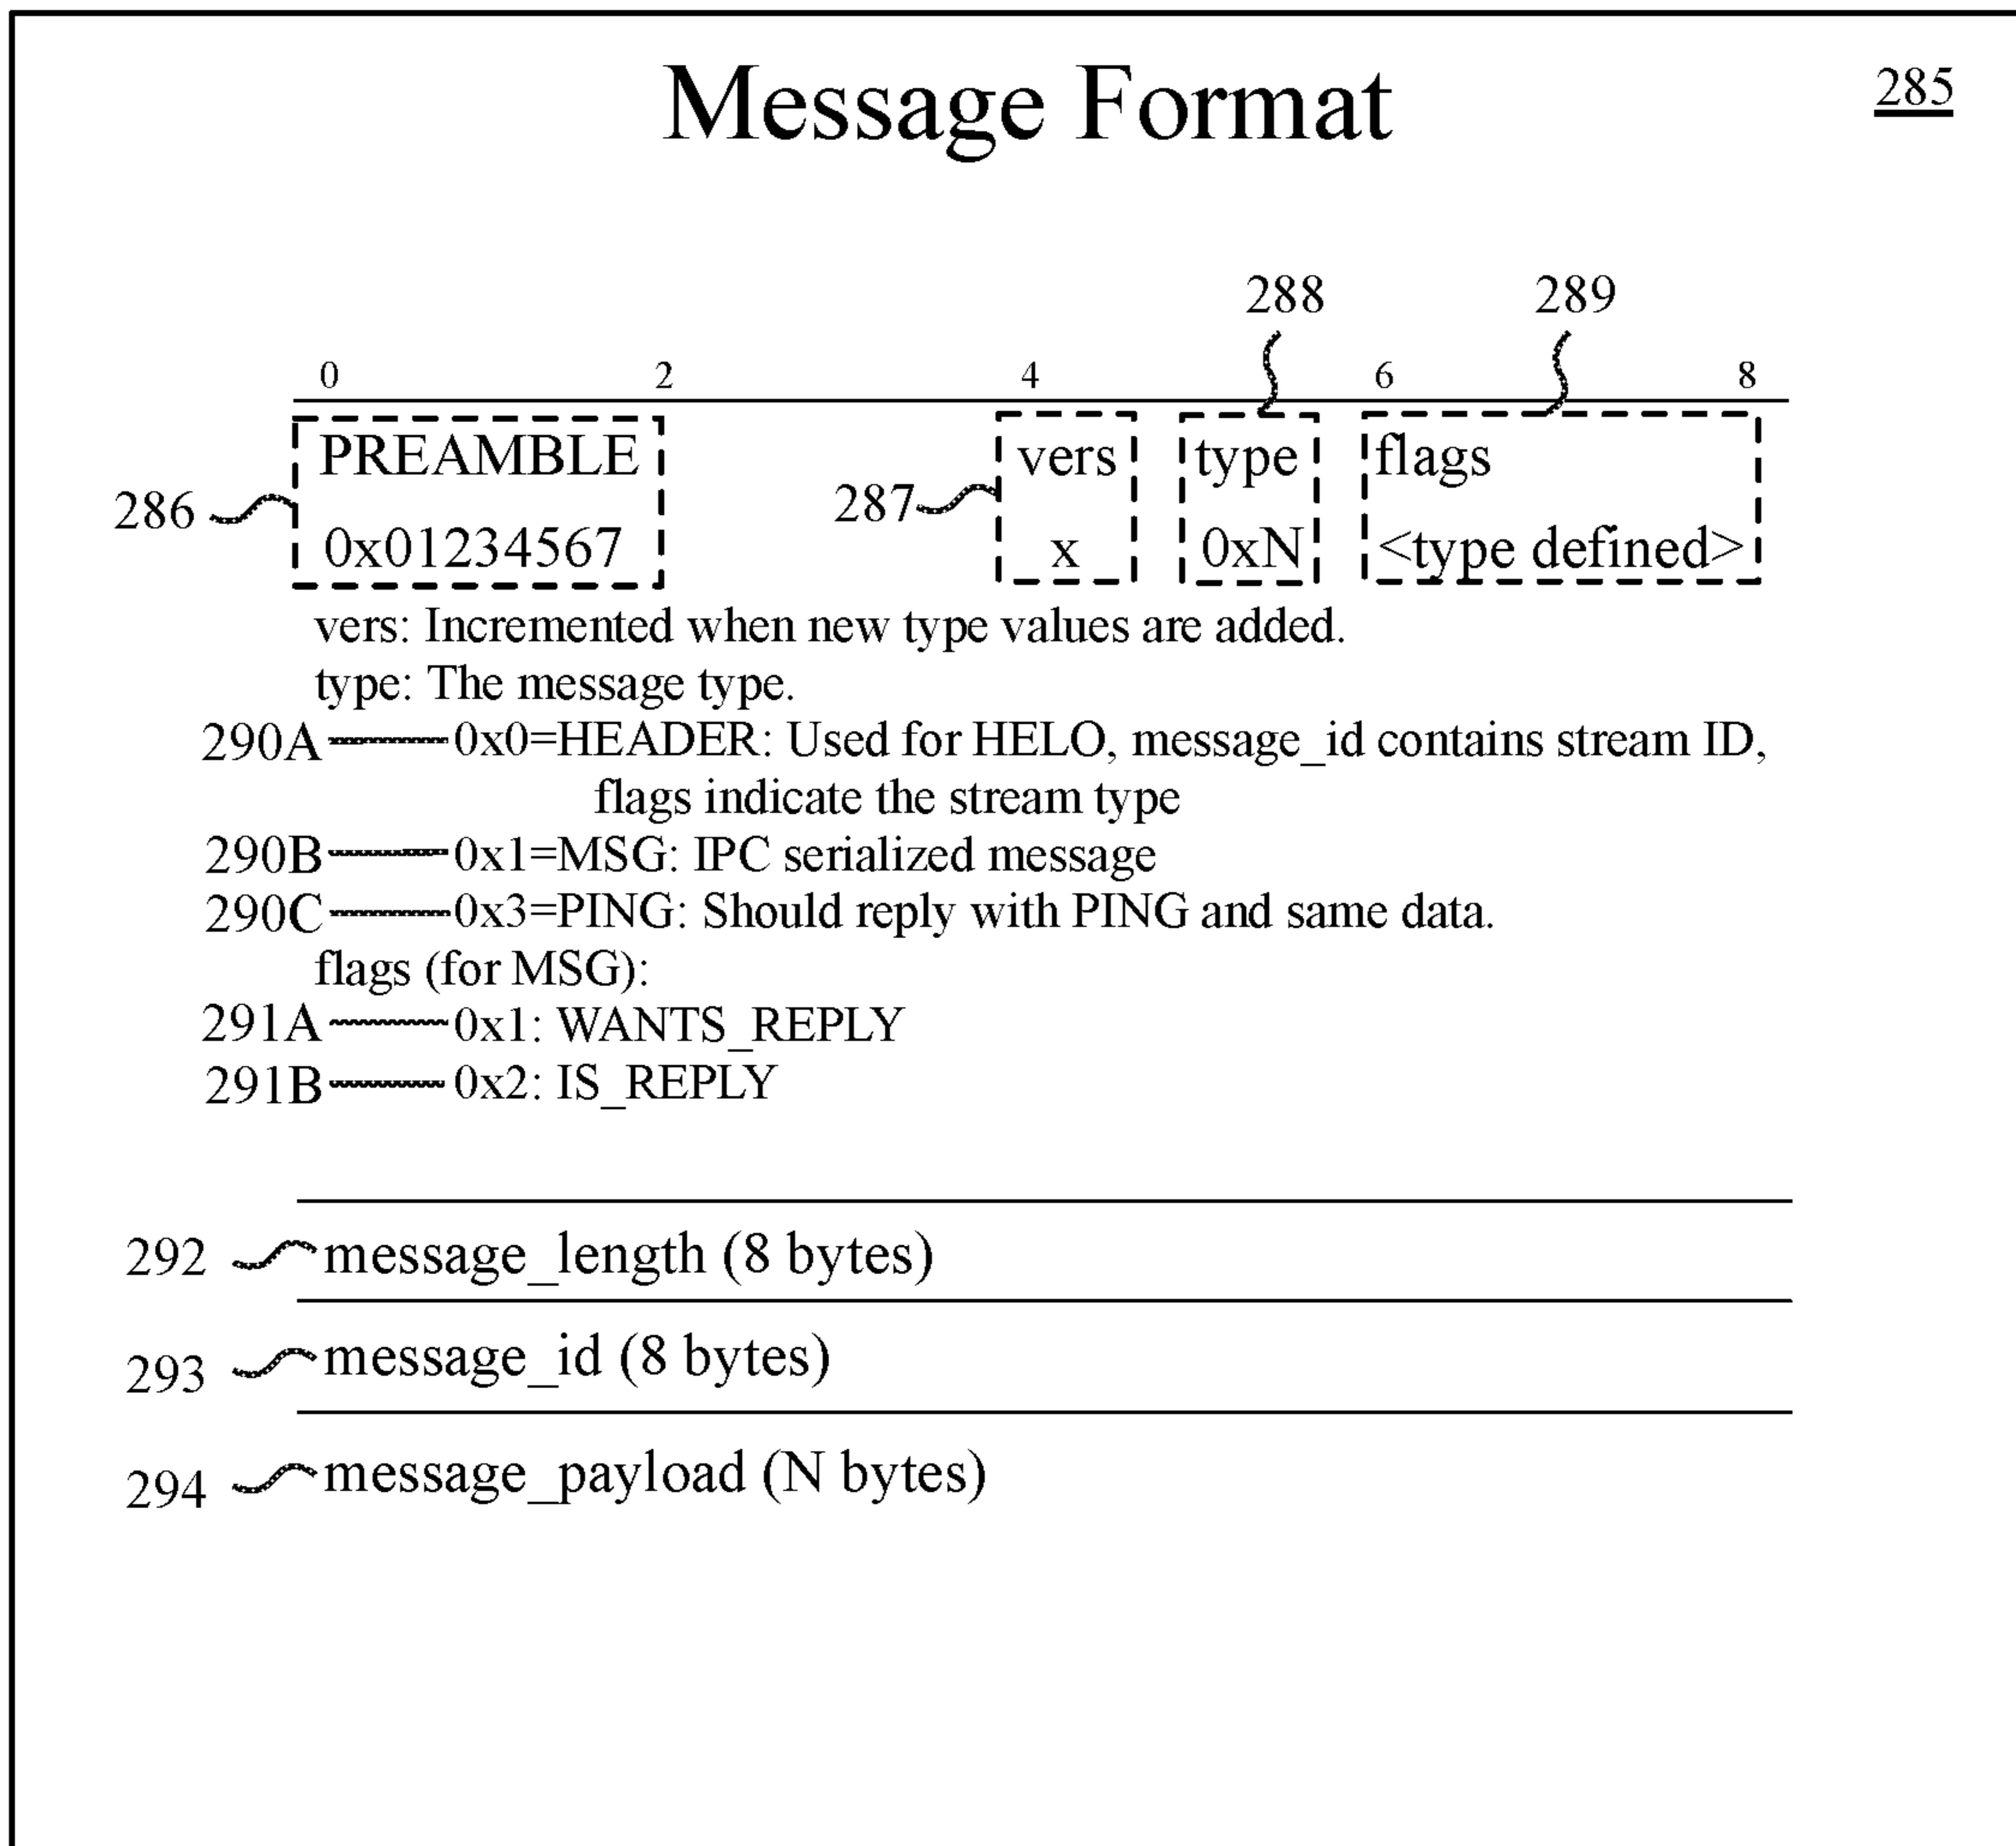 Message Format 285
288 289
0 2 4 6 8
PREAMBLE vers type flags
286 0x01234567 287 x 0xN <type defined>
vers: Incremented when new type values are added.
type: The message type.
290A 0x0=HEADER: Used for HELO, message_id contains stream ID,
flags indicate the stream type
290B 0x1=MSG: IPC serialized message
290C 0x3=PING: Should reply with PING and same data.
flags (for MSG):
291A 0x1: WANTS_REPLY
291B 0x2: IS_REPLY
292 message_length (8 bytes)
293 message_id (8 bytes)
294 message_payload (N bytes)